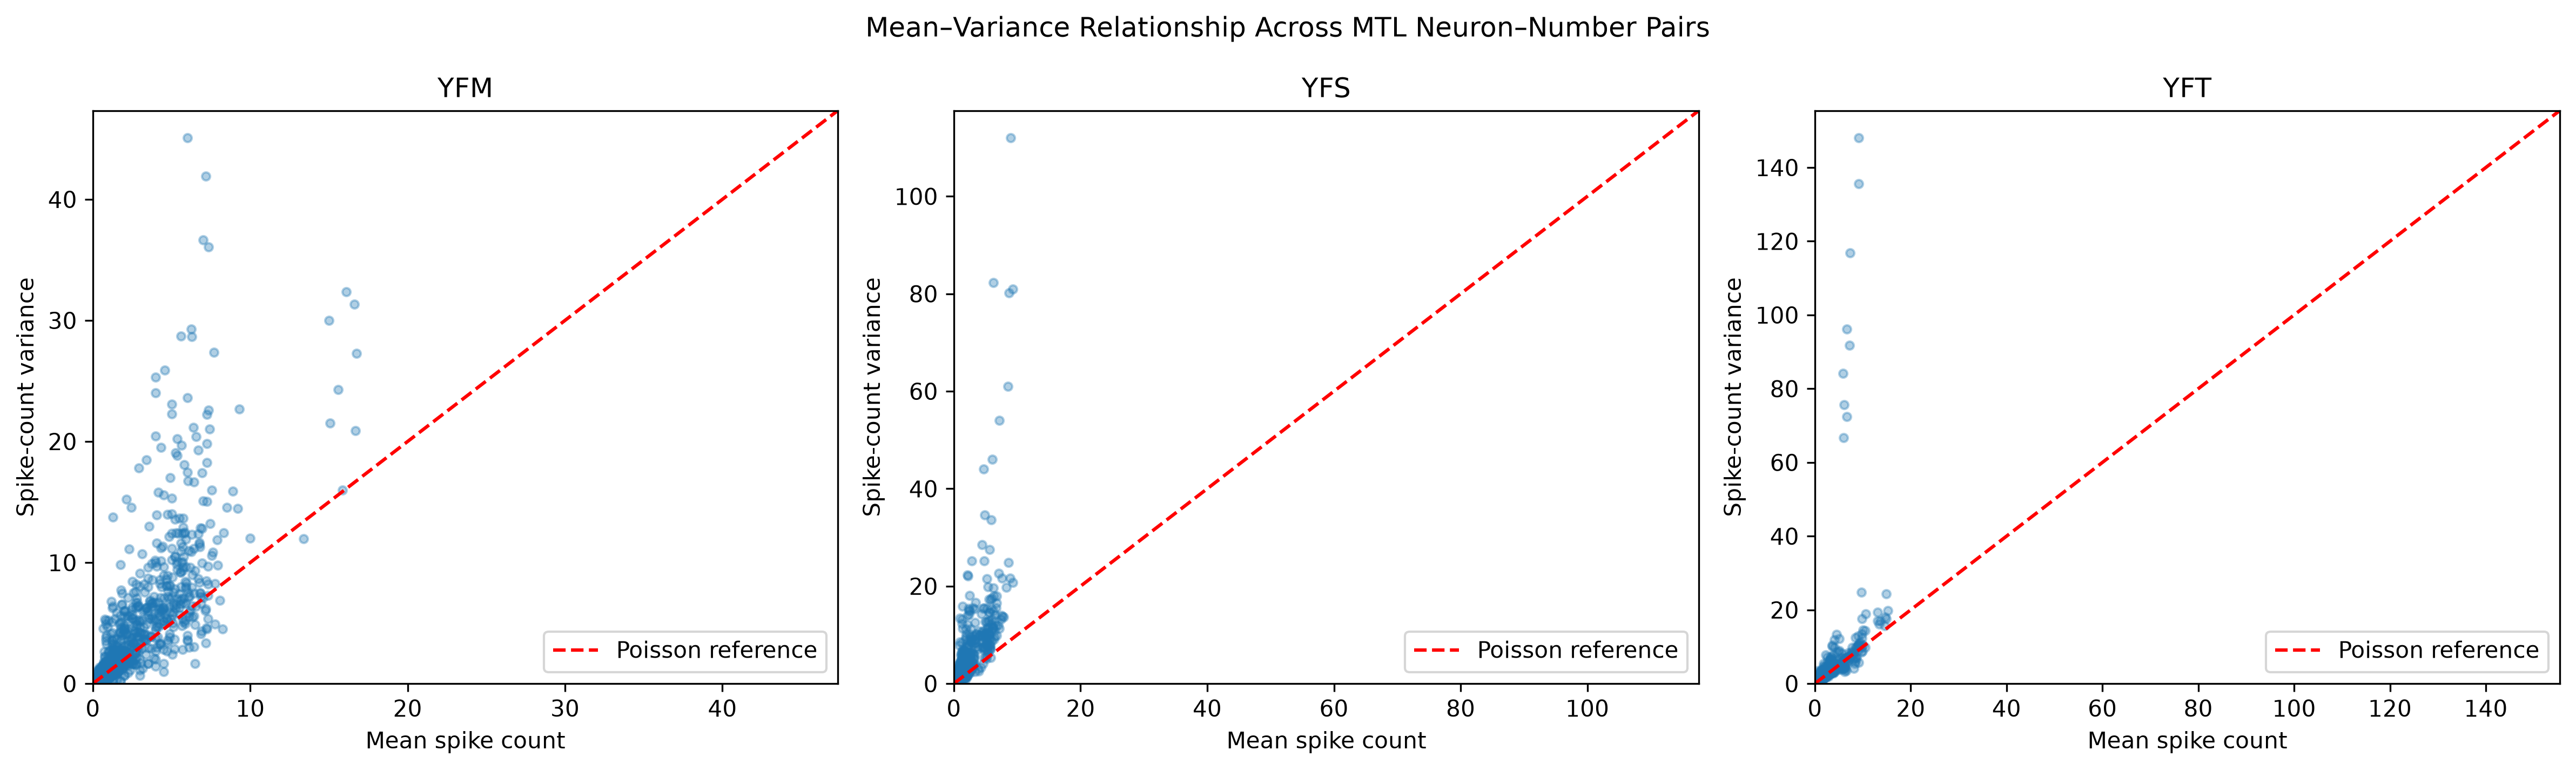 Mean–Variance Relationship Across MTL Neuron–Number Pairs
YFM
Spike-count variance
40
30
20
10
0
0 10 20 30 40
Mean spike count
Poisson reference
YFS
Spike-count variance
100
80
60
40
20
0
0 20 40 60 80 100
Mean spike count
Poisson reference
YFT
Spike-count variance
140
120
100
80
60
40
20
0
0 20 40 60 80 100 120 140
Mean spike count
Poisson reference